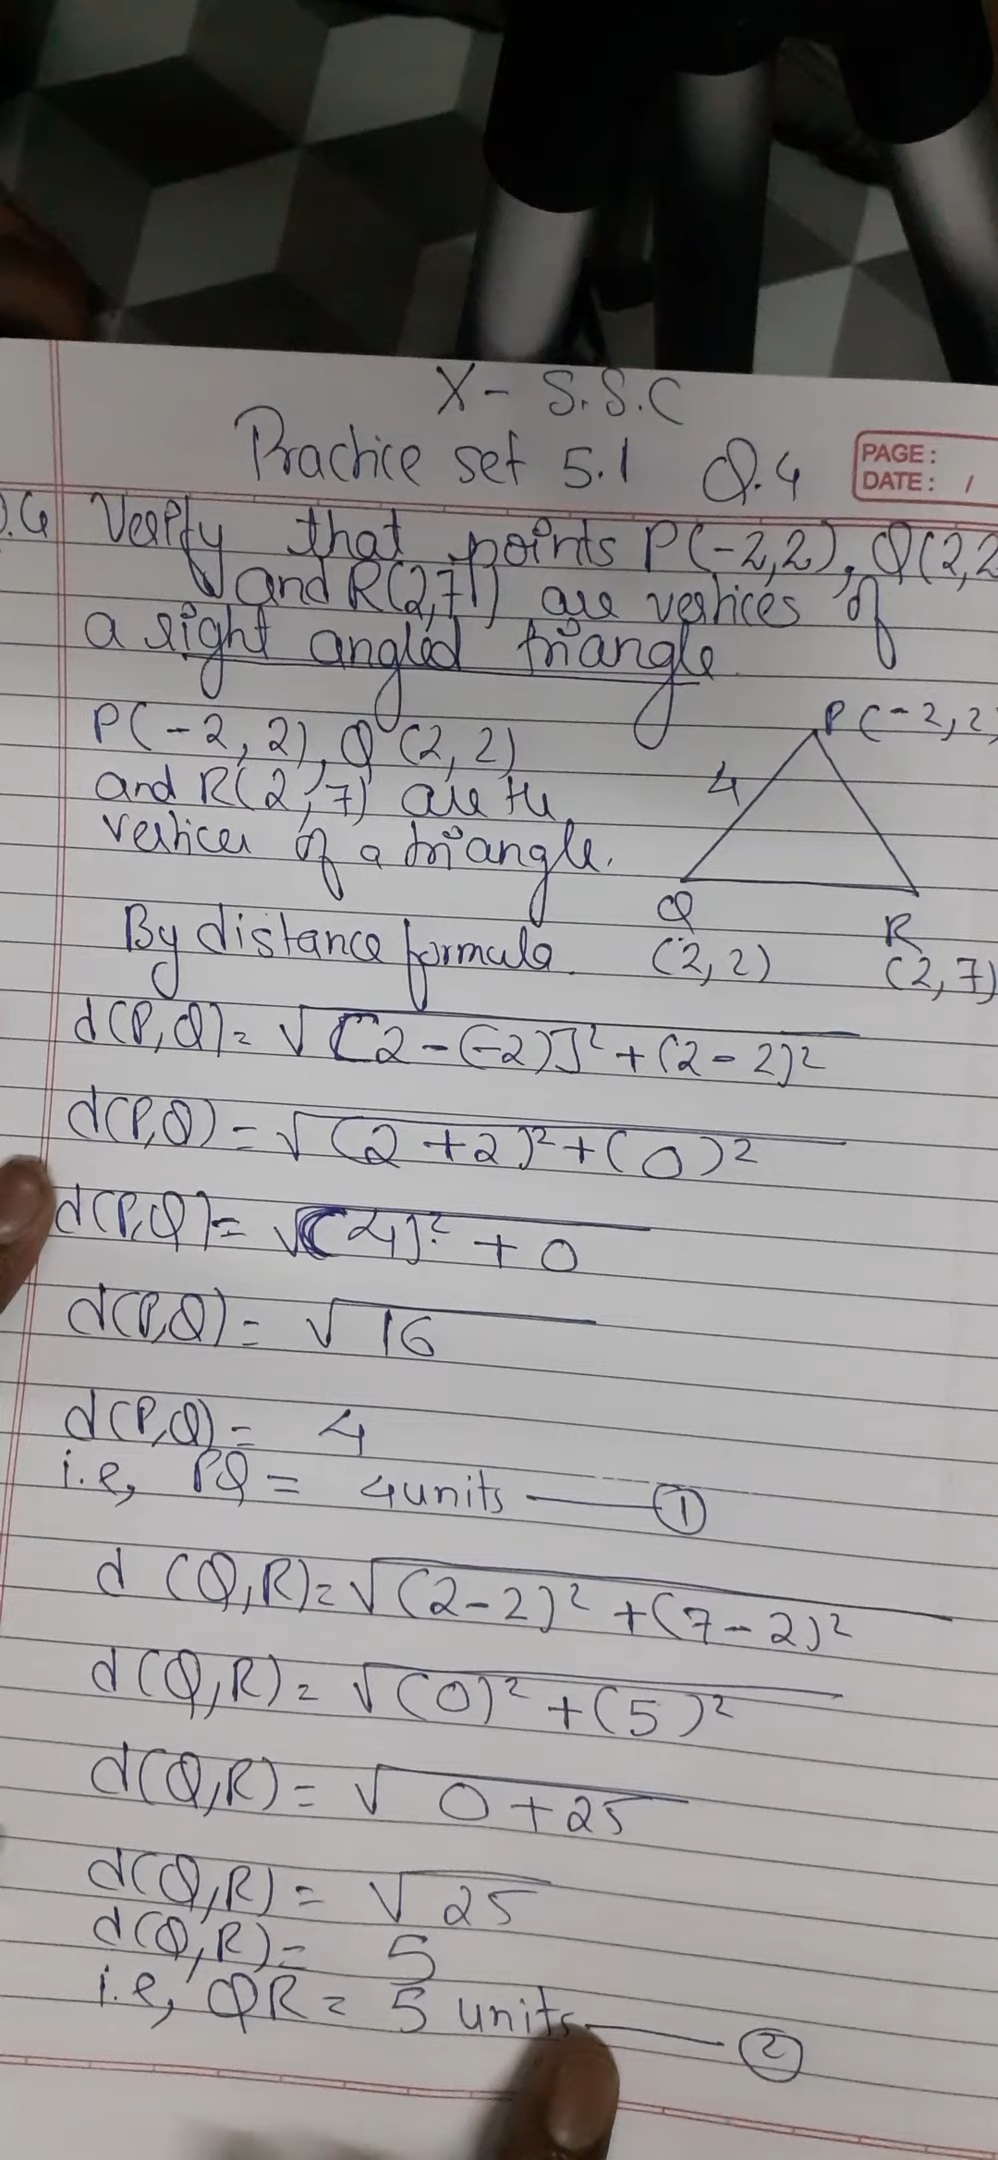 X- S.S.C
Practice set 5.1 Q.4
PAGE :
DATE : /
.4 Verify that points P(-2,2), Q(2,2
and R(2,7) are vertices of
a right angled triangle
P(-2, 2), Q (2, 2)
and R(2, 7) are the
vertices of a triangle.
P(-2, 2)
4
Q
(2, 2)
R
(2, 7)
By distance formula
d(P,Q)= √[2-(-2)]²+(2-2)²
d(P,Q)=√(2+2)²+(0)²
d(P,Q)= √(4)²+0
d(P,Q)= √16
d(P,Q)= 4
i.e, PQ = 4units — ①
d (Q,R)=√(2-2)²+(7-2)²
d(Q,R)= √(0)²+(5)²
d(Q,R)= √0+25
d(Q,R)= √25
d(Q,R)= 5
i.e, QR= 5 units — ②